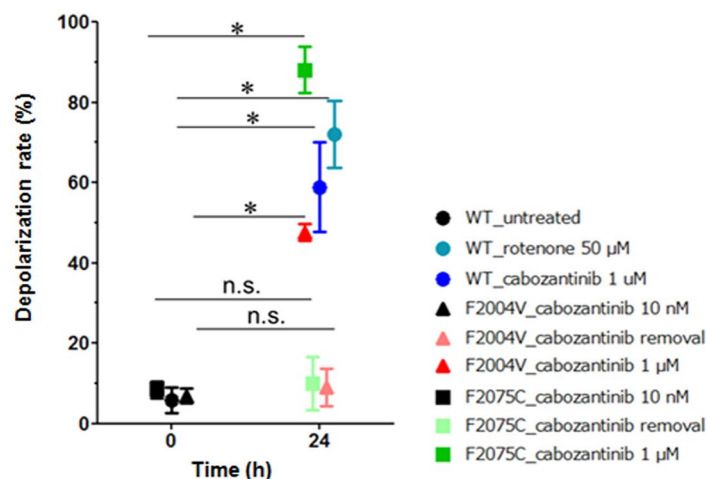 100
80
60
40
20
0
Depolarization rate (%)
*
*
*
*
n.s.
n.s.
0
24
Time (h)
WT_untreated
WT_rotenone 50 µM
WT_cabozantinib 1 uM
F2004V_cabozantinib 10 nM
F2004V_cabozantinib removal
F2004V_cabozantinib 1 µM
F2075C_cabozantinib 10 nM
F2075C_cabozantinib removal
F2075C_cabozantinib 1 µM